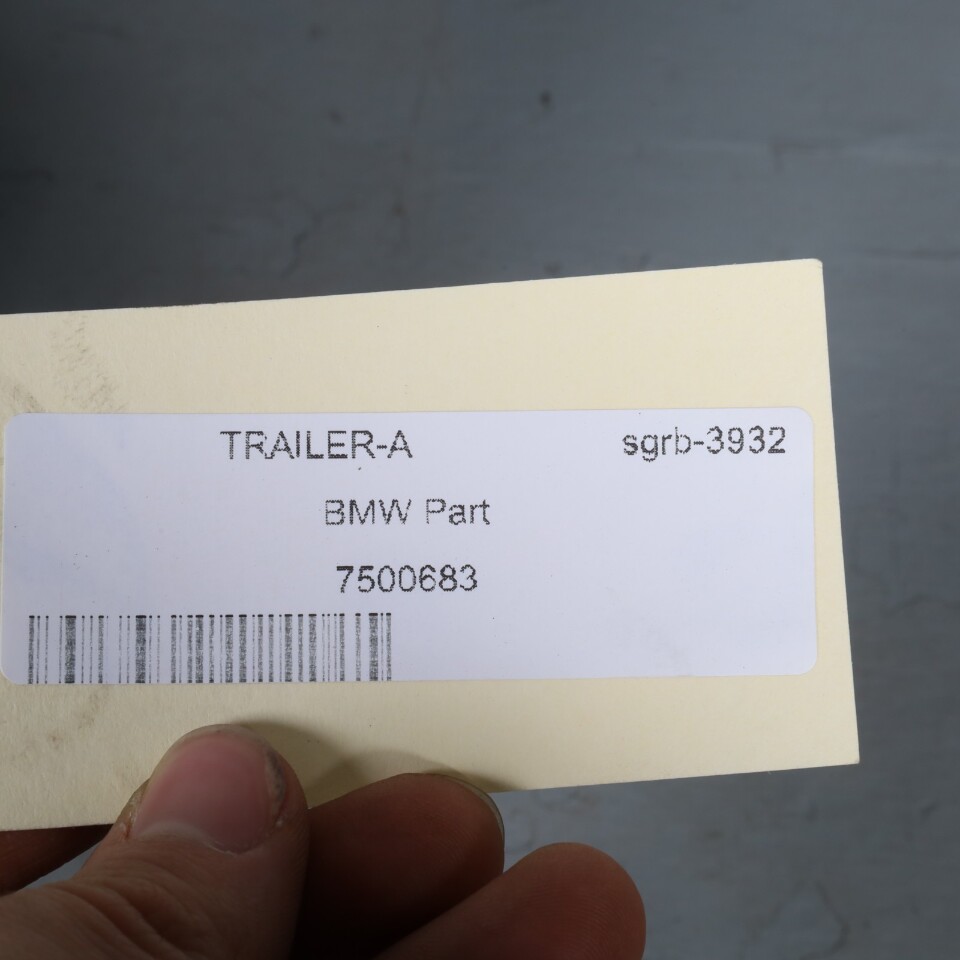 TRAILER-A sgrb-3932
BMW Part
7500683